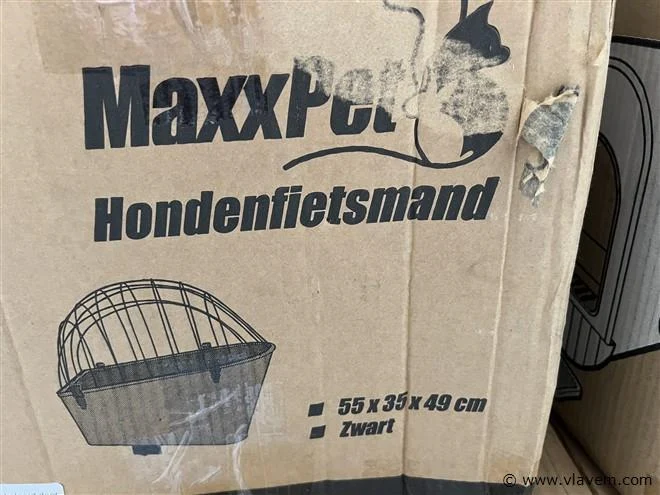 MaxxPet
Hondenfietsmand
55 x 35 x 49 cm
Zwart
© www.vlavem.com